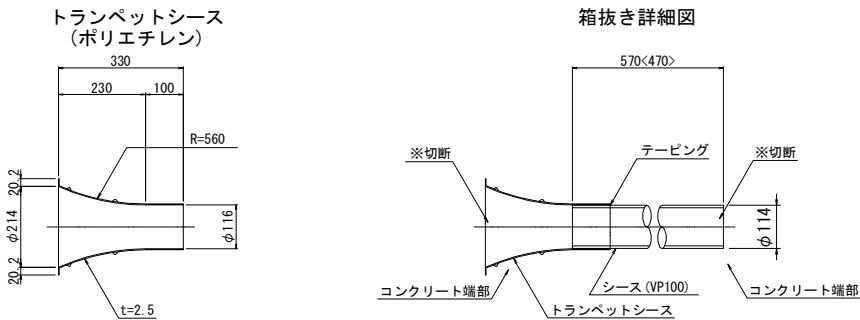 トランペットシース
(ポリエチレン)
330
230
100
R=560
20.2
φ214
20.2
φ116
t=2.5
箱抜き詳細図
570<470>
※切断
テーピング
※切断
φ114
コンクリート端部
シース(VP100)
トランペットシース
コンクリート端部